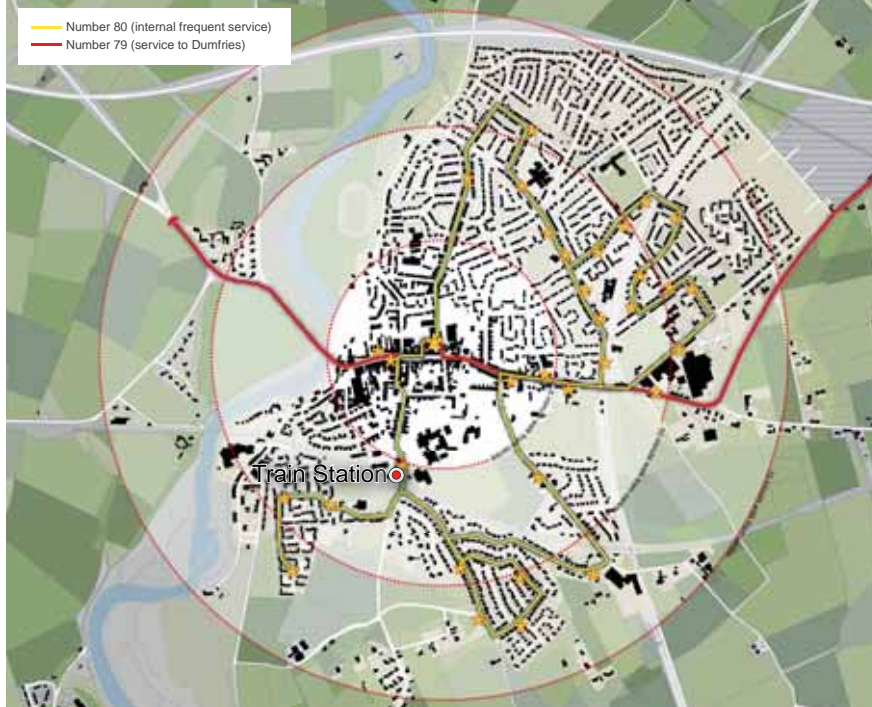 Number 80 (internal frequent service)
Number 79 (service to Dumfries)
Train Station